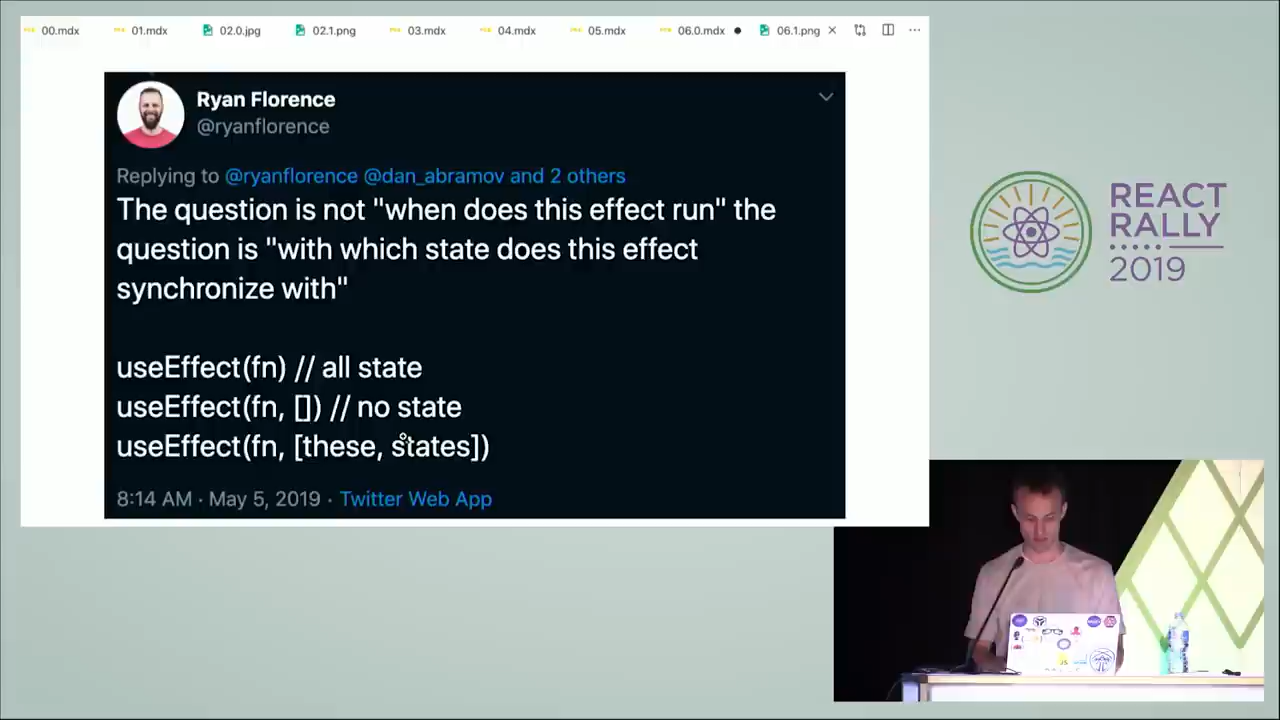 00.mdx 01.mdx 02.0.jpg 02.1.png 03.mdx 04.mdx 05.mdx 06.0.mdx 06.1.png
Ryan Florence
@ryanflorence
Replying to @ryanflorence @dan_abramov and 2 others
The question is not "when does this effect run" the
question is "with which state does this effect
synchronize with"
useEffect(fn) // all state
useEffect(fn, []) // no state
useEffect(fn, [these, states])
8:14 AM · May 5, 2019 · Twitter Web App
REACT
RALLY
2019
JS